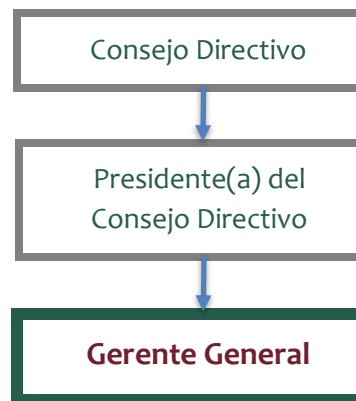 Consejo Directivo
Presidente(a) del
Consejo Directivo
Gerente General